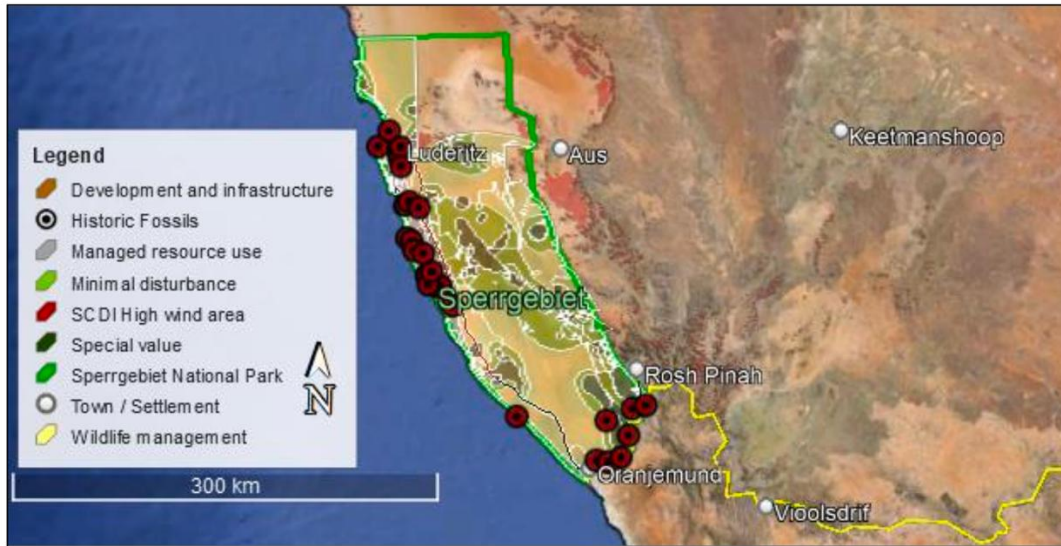 Legend
Development and infrastructure
Historic Fossils
Managed resource use
Minimal disturbance
SCDI High wind area
Special value
Sperrgebiet National Park
Town / Settlement
Wildlife management
N
300 km
Luderitz
Aus
Keetmanshoop
Sperrgebiet
Rosh Pinah
Oranjemund
Vioolsdrif